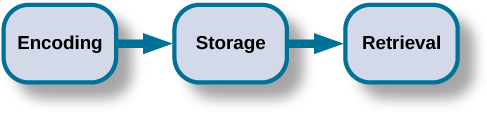 Encoding Storage Retrieval